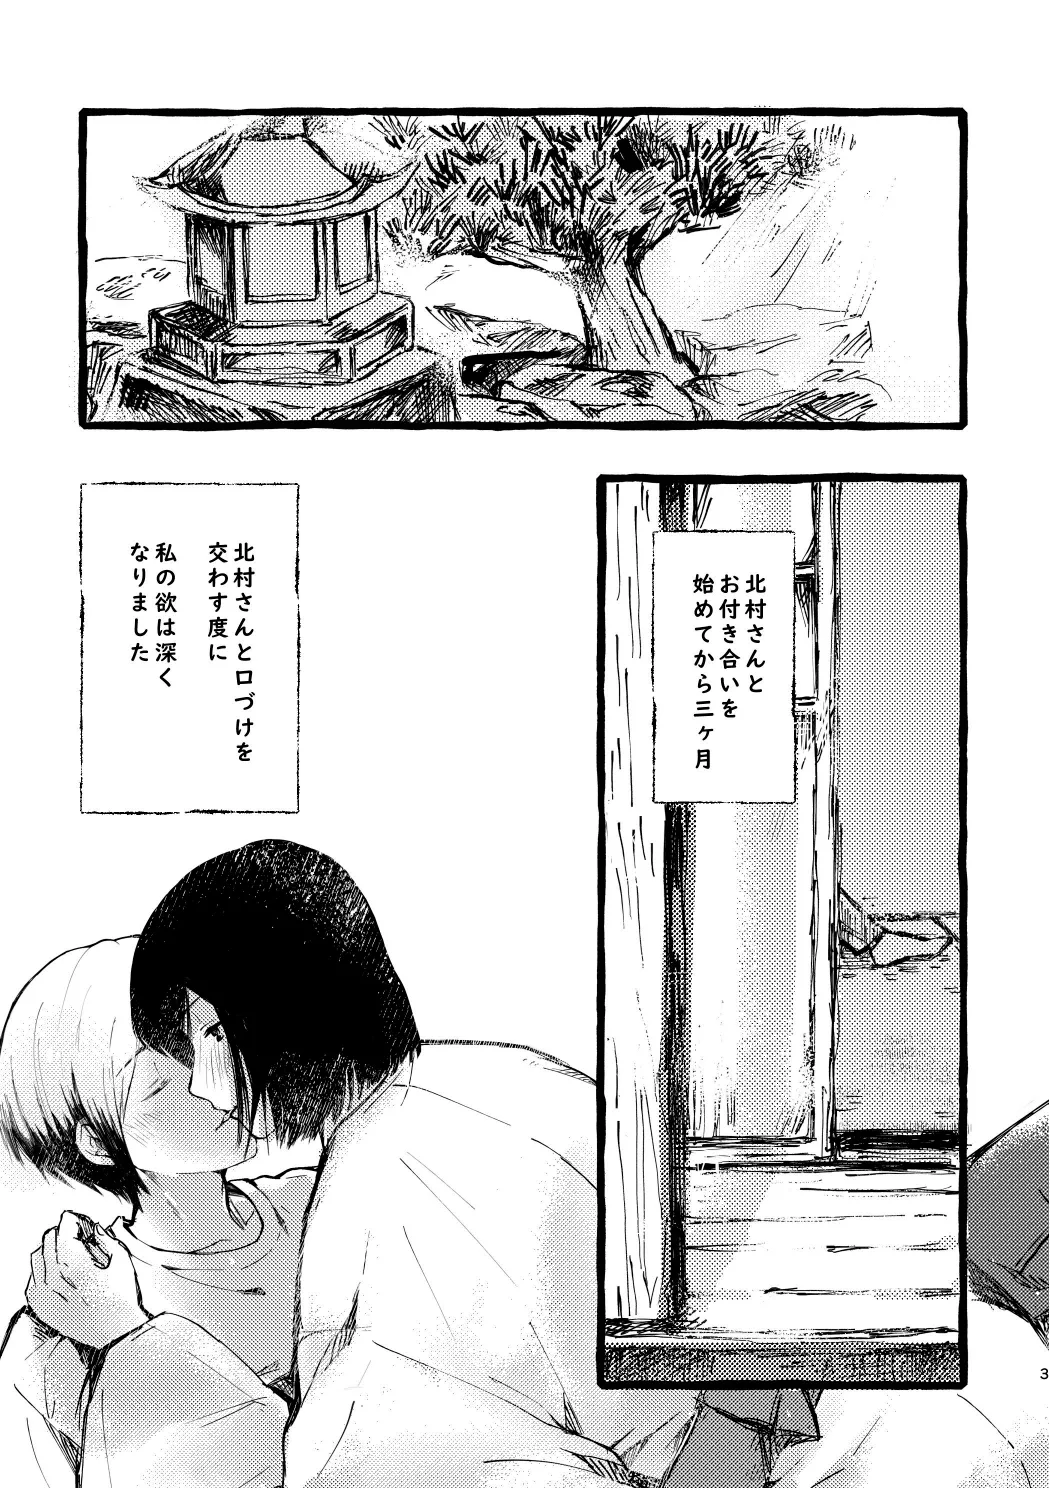 北村さんと
お付き合いを
始めてから三ヶ月
北村さんと口づけを
交わす度に
私の欲は深く
なりました
3